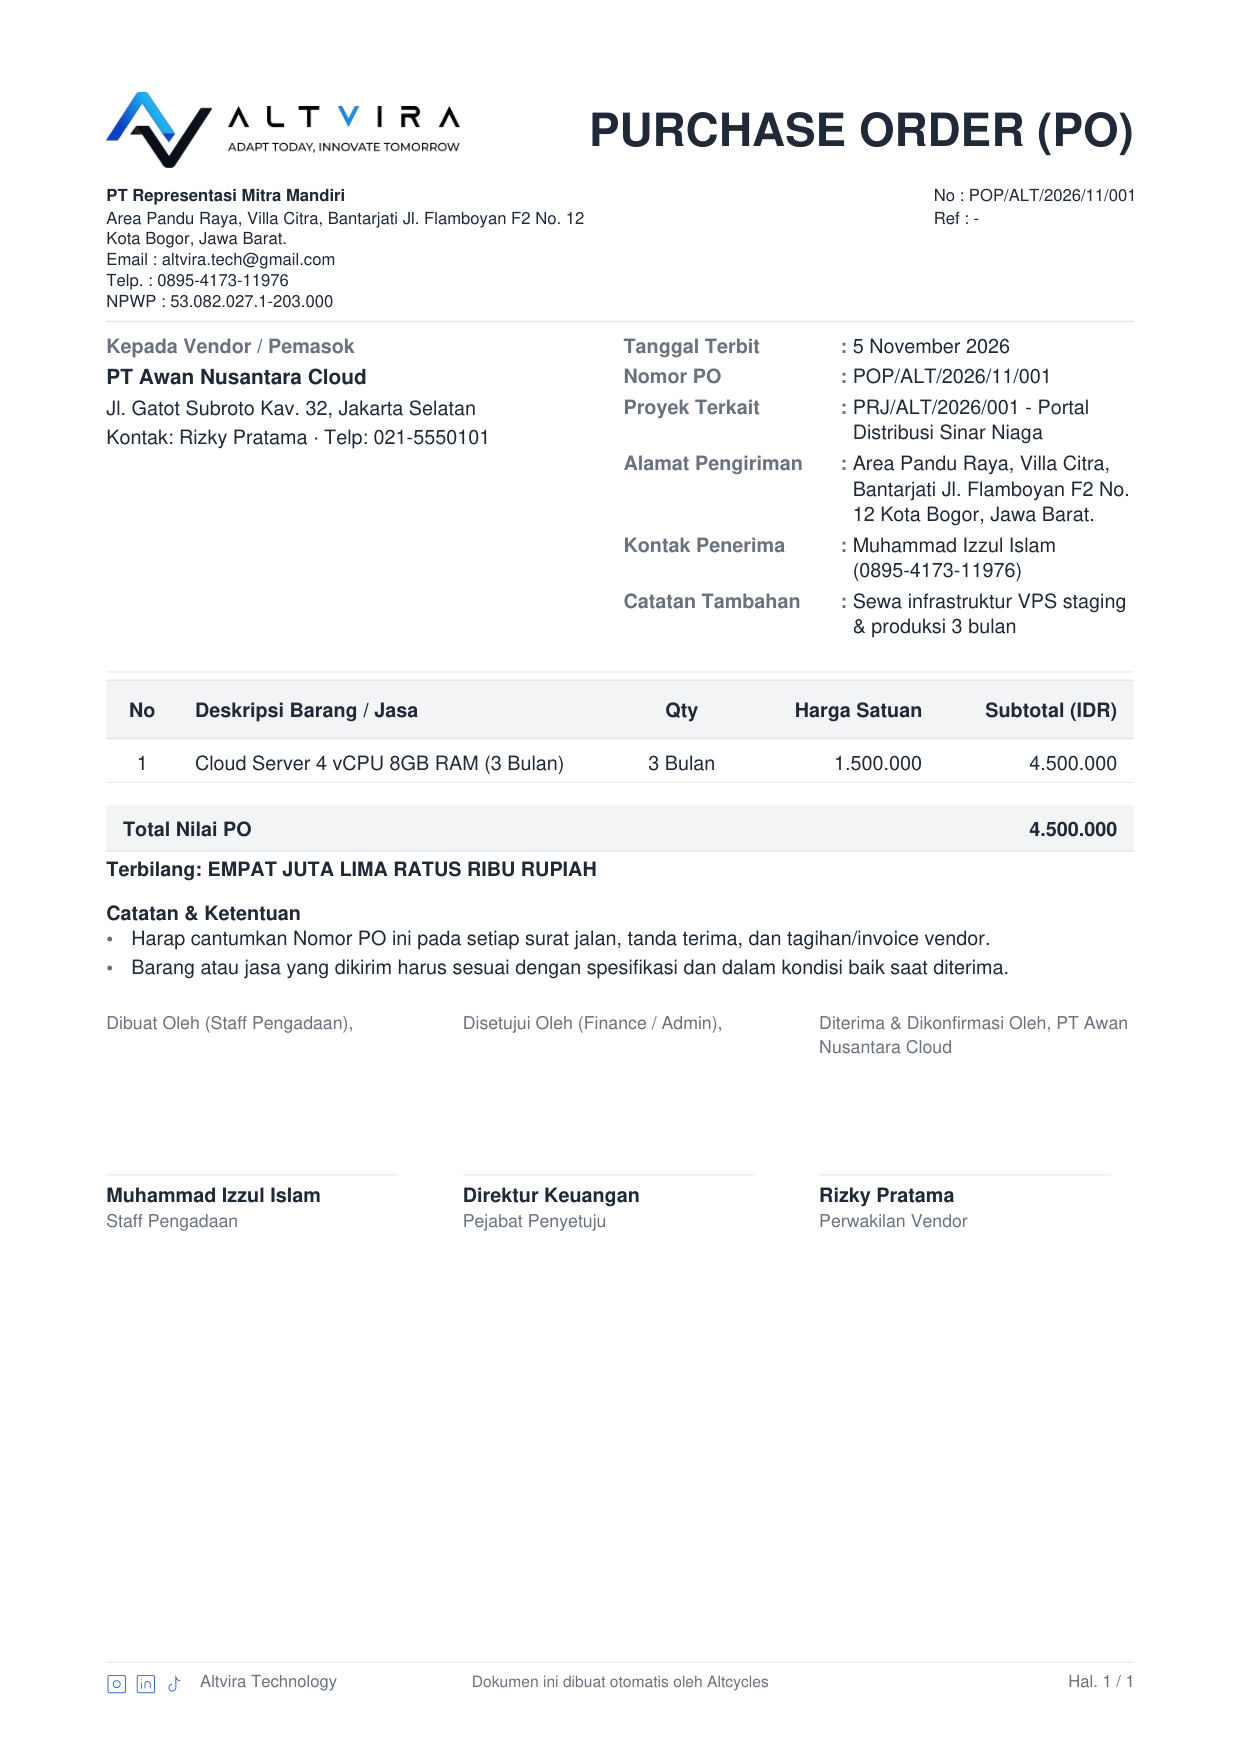 ALTVIRA
ADAPT TODAY, INNOVATE TOMORROW
PURCHASE ORDER (PO)
PT Representasi Mitra Mandiri
Area Pandu Raya, Villa Citra, Bantarjati Jl. Flamboyan F2 No. 12
Kota Bogor, Jawa Barat.
Email : altvira.tech@gmail.com
Telp. : 0895-4173-11976
NPWP : 53.082.027.1-203.000
No : POP/ALT/2026/11/001
Ref : -
Kepada Vendor / Pemasok
PT Awan Nusantara Cloud
Jl. Gatot Subroto Kav. 32, Jakarta Selatan
Kontak: Rizky Pratama · Telp: 021-5550101
Tanggal Terbit : 5 November 2026
Nomor PO : POP/ALT/2026/11/001
Proyek Terkait : PRJ/ALT/2026/001 - Portal
Distribusi Sinar Niaga
Alamat Pengiriman : Area Pandu Raya, Villa Citra,
Bantarjati Jl. Flamboyan F2 No.
12 Kota Bogor, Jawa Barat.
Kontak Penerima : Muhammad Izzul Islam
(0895-4173-11976)
Catatan Tambahan : Sewa infrastruktur VPS staging
& produksi 3 bulan
No Deskripsi Barang / Jasa Qty Harga Satuan Subtotal (IDR)
1 Cloud Server 4 vCPU 8GB RAM (3 Bulan) 3 Bulan 1.500.000 4.500.000
Total Nilai PO 4.500.000
Terbilang: EMPAT JUTA LIMA RATUS RIBU RUPIAH
Catatan & Ketentuan
• Harap cantumkan Nomor PO ini pada setiap surat jalan, tanda terima, dan tagihan/invoice vendor.
• Barang atau jasa yang dikirim harus sesuai dengan spesifikasi dan dalam kondisi baik saat diterima.
Dibuat Oleh (Staff Pengadaan),
Disetujui Oleh (Finance / Admin),
Diterima & Dikonfirmasi Oleh, PT Awan
Nusantara Cloud
Muhammad Izzul Islam
Staff Pengadaan
Direktur Keuangan
Pejabat Penyetuju
Rizky Pratama
Perwakilan Vendor
Altvira Technology Dokumen ini dibuat otomatis oleh Altcycles Hal. 1 / 1